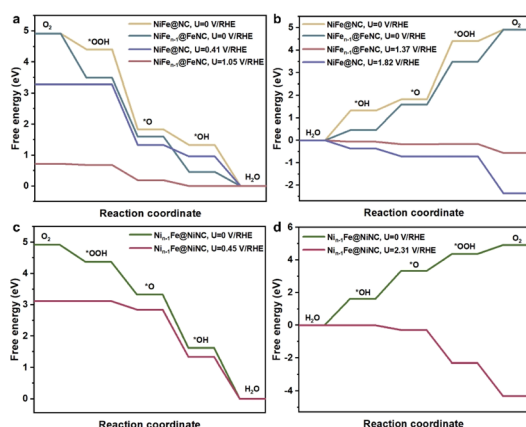 a
O2
*OOH
*O
*OH
H2O
NiFe@NC, U=0 V/RHE
NiFen-1@FeNC, U=0 V/RHE
NiFe@NC, U=0.41 V/RHE
NiFen-1@FeNC, U=1.05 V/RHE
5
4
3
2
1
0
Free energy (eV)
Reaction coordinate
b
NiFe@NC, U=0 V/RHE
NiFen-1@FeNC, U=0 V/RHE
NiFen-1@FeNC, U=1.37 V/RHE
NiFe@NC, U=1.82 V/RHE
H2O
*OH
*O
*OOH
O2
5
4
3
2
1
0
-1
-2
Free energy (eV)
Reaction coordinate
c
O2
*OOH
*O
*OH
H2O
Nin-1Fe@NiNC, U=0 V/RHE
Nin-1Fe@NiNC, U=0.45 V/RHE
5
4
3
2
1
0
Free energy (eV)
Reaction coordinate
d
Nin-1Fe@NiNC, U=0 V/RHE
Nin-1Fe@NiNC, U=2.31 V/RHE
H2O
*OH
*O
*OOH
O2
6
4
2
0
-2
-4
Free energy (eV)
Reaction coordinate